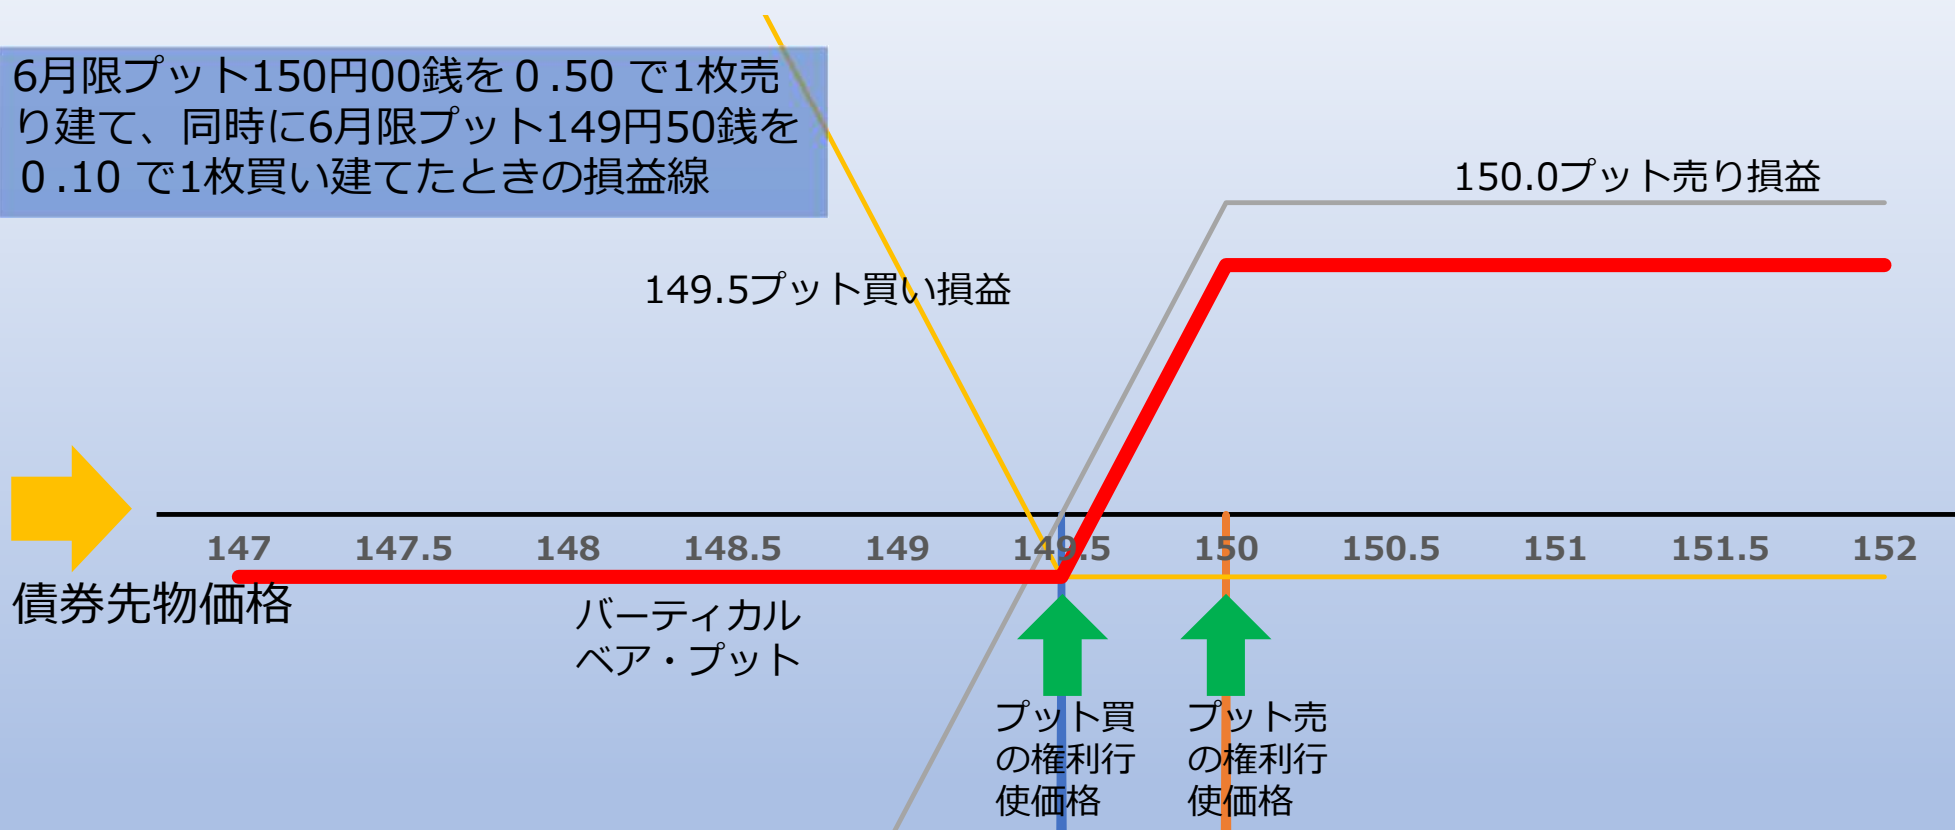 6月限プット150円00銭を0.50 で1枚売
り建て、同時に6月限プット149円50銭を
0.10 で1枚買い建てたときの損益線
150.0プット売り損益
149.5プット買い損益
147 147.5 148 148.5 149 149.5 150 150.5 151 151.5 152
債券先物価格
バーティカル
ベア・プット
プット買
の権利行
使価格
プット売
の権利行
使価格